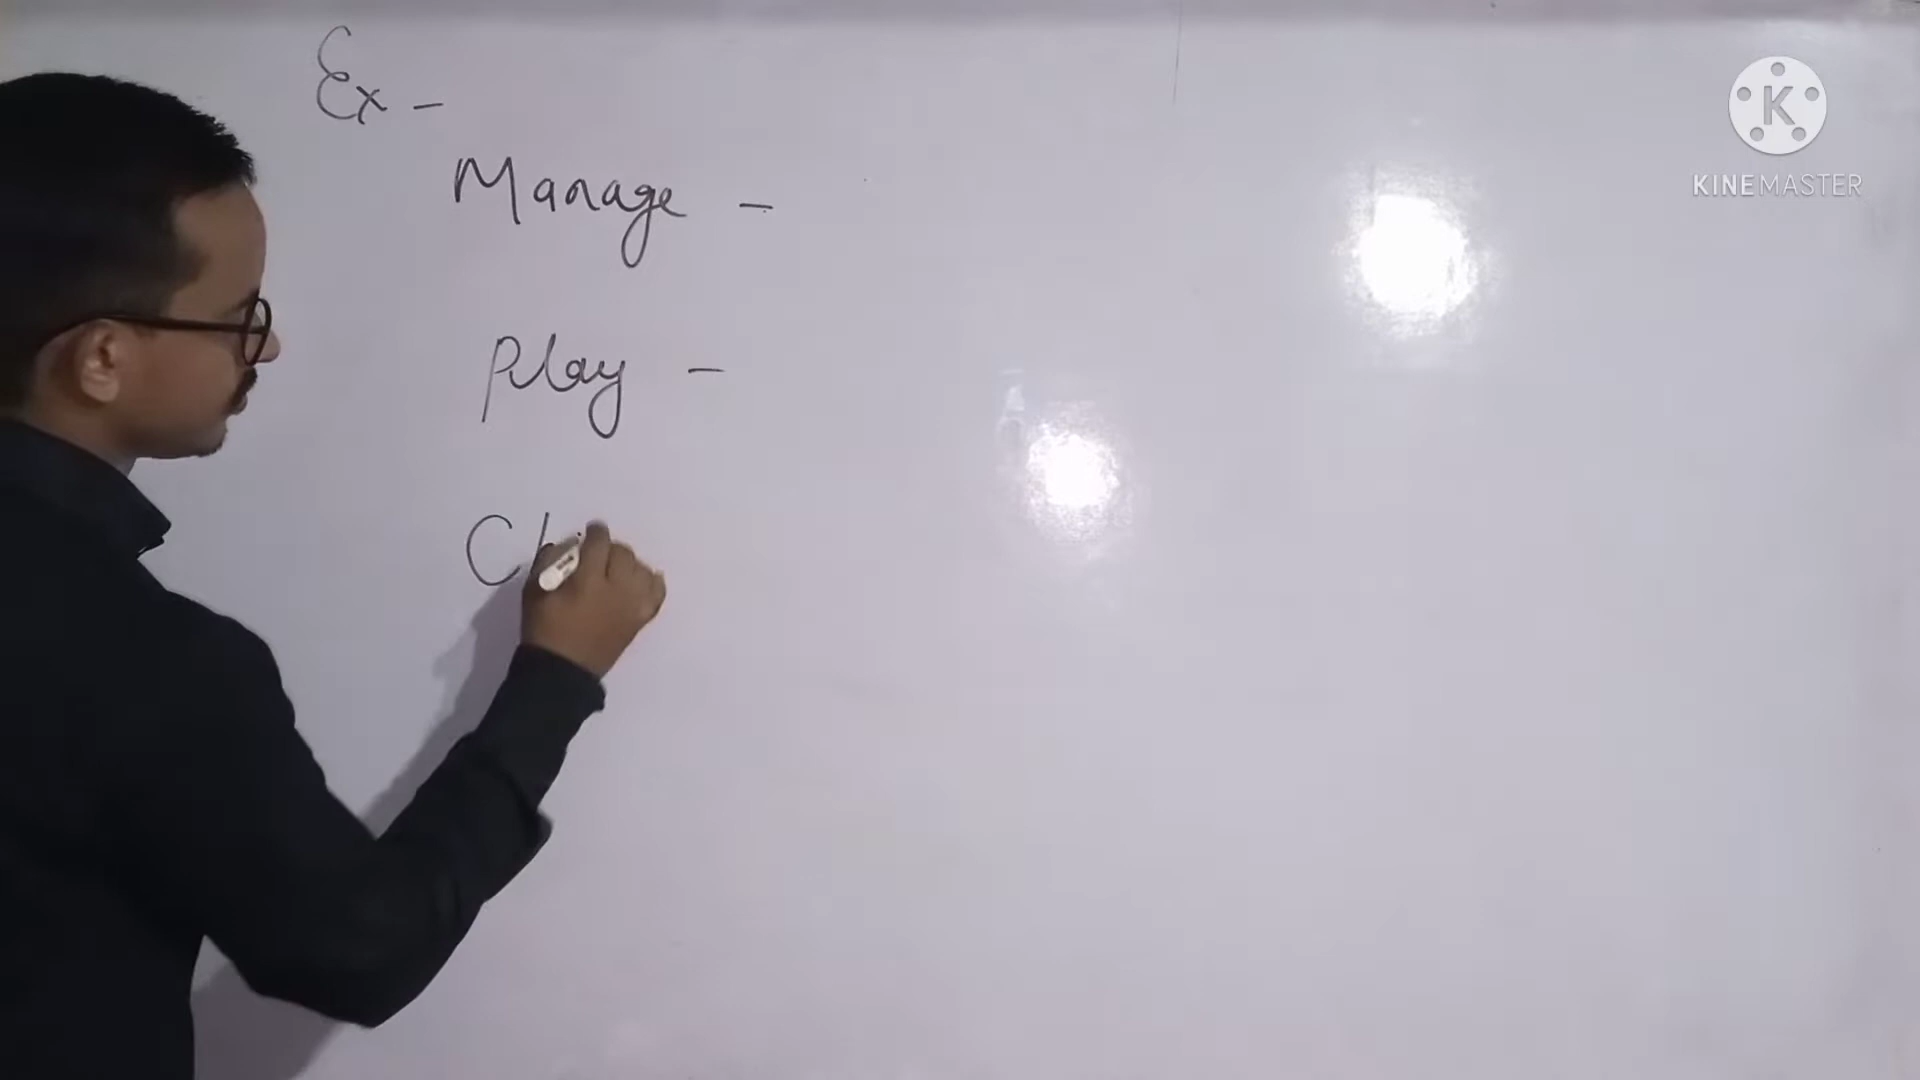 Ex -
Manage -
Play -
K
KINEMASTER